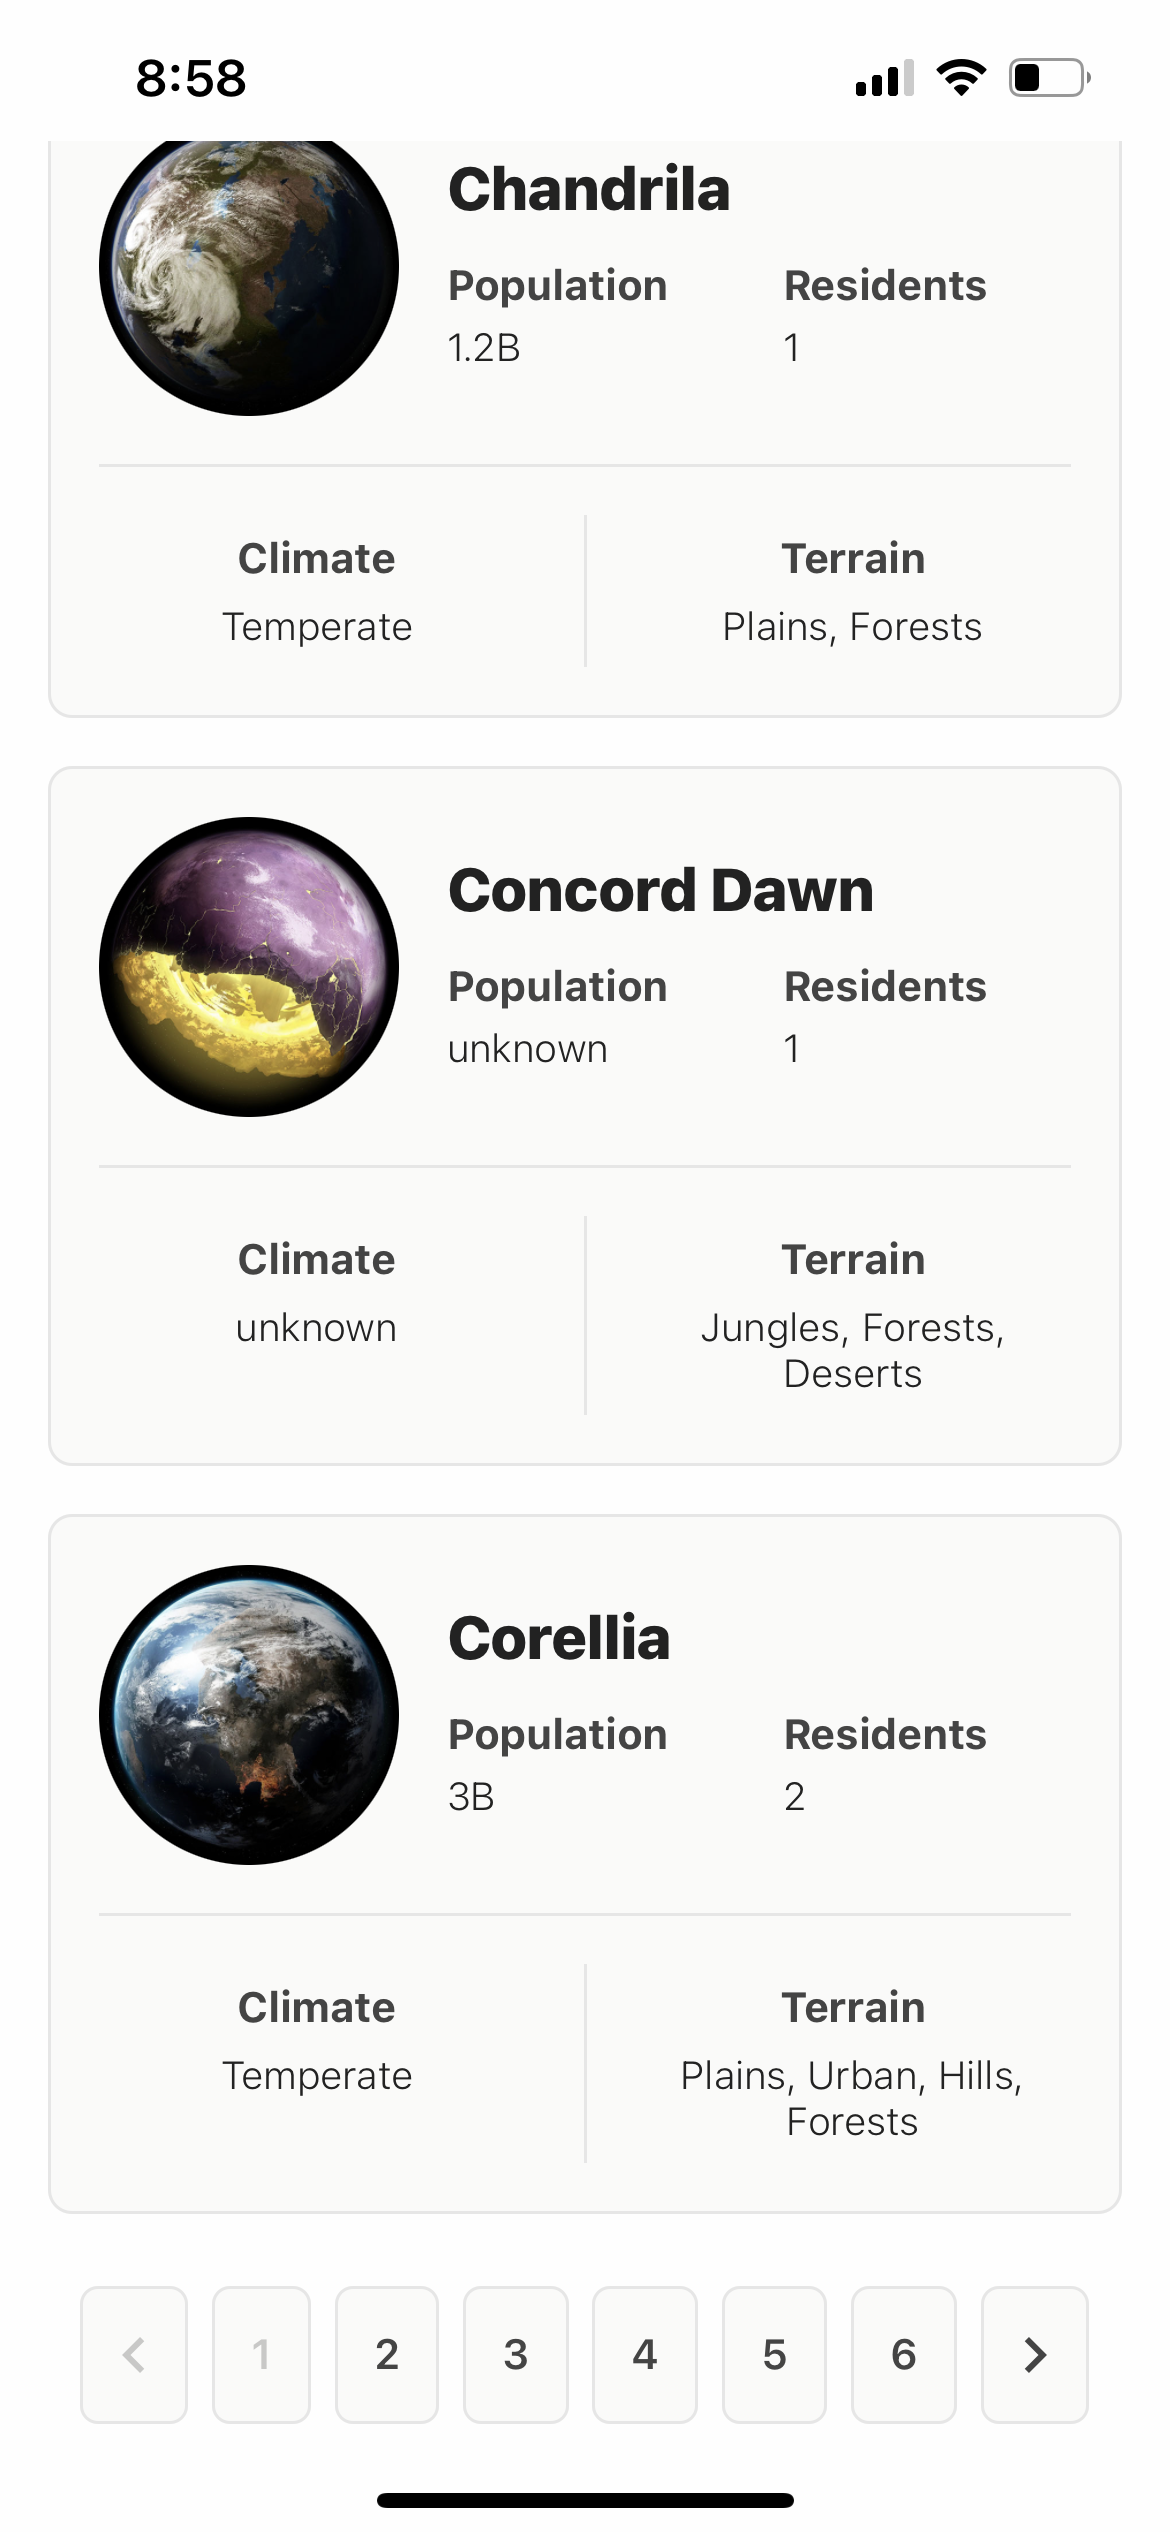 8:58
Chandrila
Population Residents
1.2B 1
Climate Terrain
Temperate Plains, Forests
Concord Dawn
Population Residents
unknown 1
Climate Terrain
unknown Jungles, Forests,
Deserts
Corellia
Population Residents
3B 2
Climate Terrain
Temperate Plains, Urban, Hills,
Forests
1 2 3 4 5 6